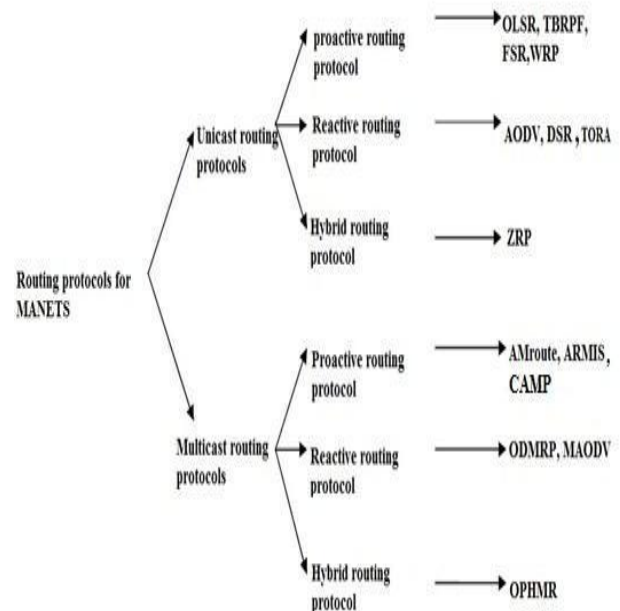 Routing protocols for
MANETS
Unicast routing
protocols
proactive routing
protocol
OLSR, TBRPF,
FSR,WRP
Reactive routing
protocol
AODV, DSR ,TORA
Hybrid routing
protocol
ZRP
Multicast routing
protocols
Proactive routing
protocol
AMroute, ARMIS,
CAMP
Reactive routing
protocol
ODMRP, MAODV
Hybrid routing
protocol
OPHMR